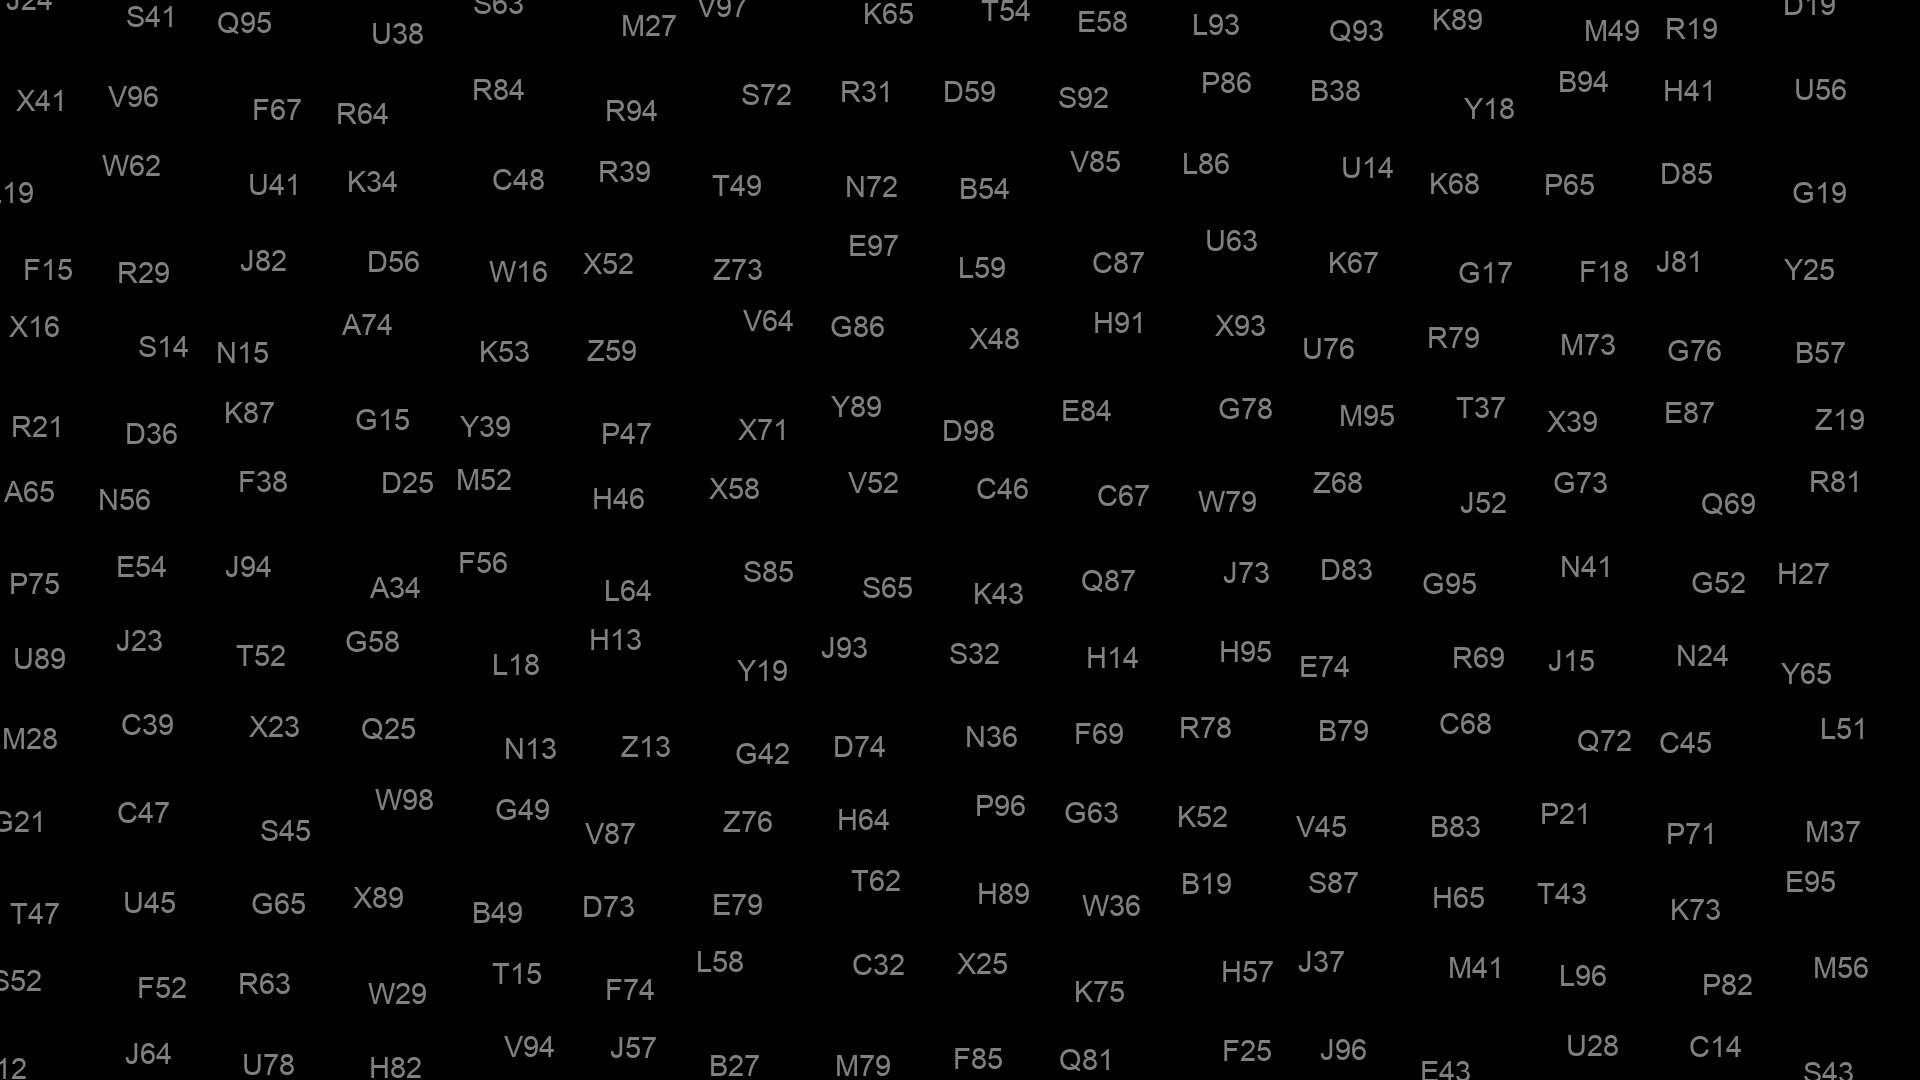 J24 S41 Q95 U38 S63 M27 V97 K65 T54 E58 L93 Q93 K89 M49 R19 D19
X41 V96 F67 R64 R84 R94 S72 R31 D59 S92 P86 B38 Y18 B94 H41 U56
19 W62 U41 K34 C48 R39 T49 N72 B54 V85 L86 U14 K68 P65 D85 G19
F15 R29 J82 D56 W16 X52 Z73 E97 L59 C87 U63 K67 G17 F18 J81 Y25
X16 S14 N15 A74 K53 Z59 V64 G86 X48 H91 X93 U76 R79 M73 G76 B57
R21 D36 K87 G15 Y39 P47 X71 Y89 D98 E84 G78 M95 T37 X39 E87 Z19
A65 N56 F38 D25 M52 H46 X58 V52 C46 C67 W79 Z68 J52 G73 Q69 R81
P75 E54 J94 A34 F56 L64 S85 S65 K43 Q87 J73 D83 G95 N41 G52 H27
U89 J23 T52 G58 L18 H13 Y19 J93 S32 H14 H95 E74 R69 J15 N24 Y65
M28 C39 X23 Q25 N13 Z13 G42 D74 N36 F69 R78 B79 C68 Q72 C45 L51
G21 C47 S45 W98 G49 V87 Z76 H64 P96 G63 K52 V45 B83 P21 P71 M37
T47 U45 G65 X89 B49 D73 E79 T62 H89 W36 B19 S87 H65 T43 K73 E95
S52 F52 R63 W29 T15 F74 L58 C32 X25 K75 H57 J37 M41 L96 P82 M56
12 J64 U78 H82 V94 J57 B27 M79 F85 Q81 F25 J96 E43 U28 C14 S43